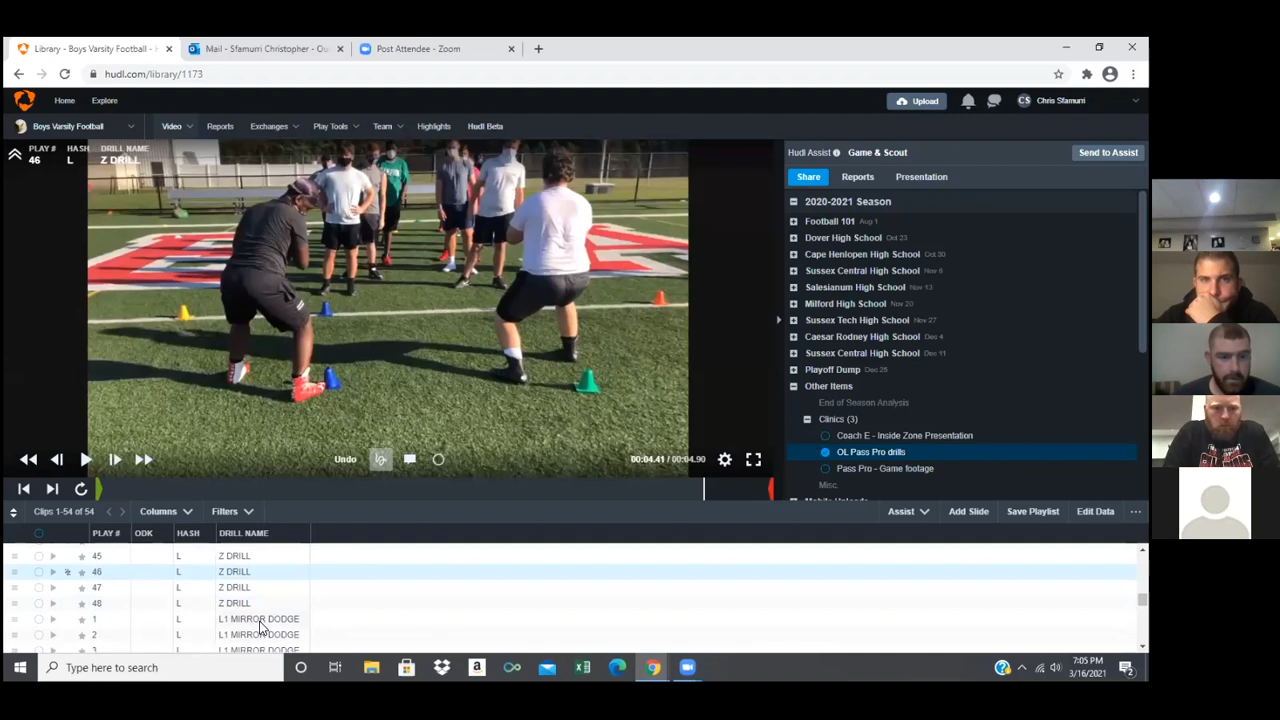 Library - Boys Varsity Football - H
Mail - Sfamurri Christopher - Ou
Post Attendee - Zoom
hudl.com/library/1173
Home
Explore
Upload
CS
Chris Sfamurri
Boys Varsity Football
Video
Reports
Exchanges
Play Tools
Team
Highlights
Hudl Beta
PLAY # HASH DRILL NAME
46 L Z DRILL
Hudl Assist
Game & Scout
Send to Assist
Share
Reports
Presentation
2020-2021 Season
Football 101 Aug 1
Dover High School Oct 23
Cape Henlopen High School Oct 30
Sussex Central High School Nov 6
Salesianum High School Nov 13
Milford High School Nov 20
Sussex Tech High School Nov 27
Caesar Rodney High School Dec 4
Sussex Central High School Dec 11
Playoff Dump Dec 25
Other Items
End of Season Analysis
Clinics (3)
Coach E - Inside Zone Presentation
OL Pass Pro drills
Pass Pro - Game footage
Misc.
Mobile Uploads
Undo
00:04.41 / 00:04.90
Clips 1-54 of 54
Columns
Filters
Assist
Add Slide
Save Playlist
Edit Data
PLAY # ODK HASH DRILL NAME
45 L Z DRILL
46 L Z DRILL
47 L Z DRILL
48 L Z DRILL
1 L L1 MIRROR DODGE
2 L L1 MIRROR DODGE
3 L L1 MIRROR DODGE
Type here to search
7:05 PM
3/16/2021
2